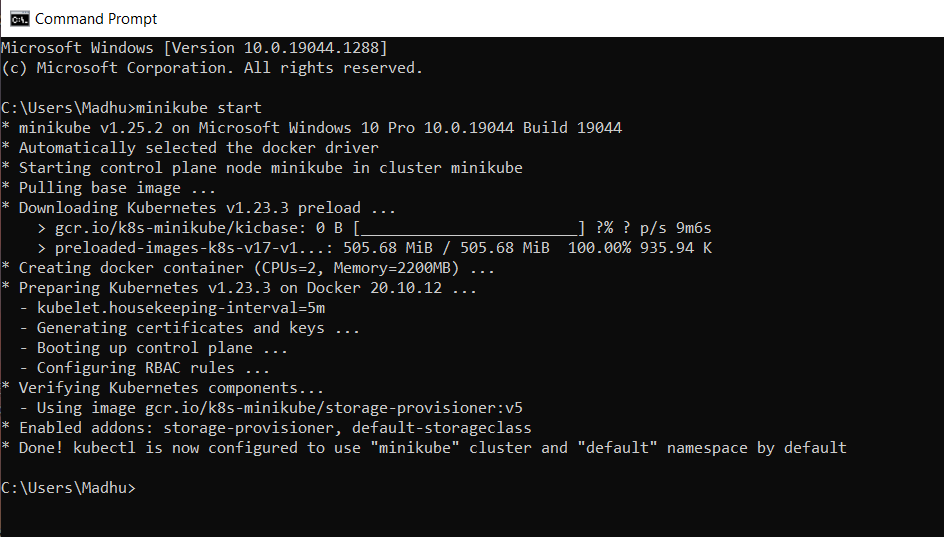 Command Prompt
Microsoft Windows [Version 10.0.19044.1288]
(c) Microsoft Corporation. All rights reserved.
C:\Users\Madhu>minikube start
* minikube v1.25.2 on Microsoft Windows 10 Pro 10.0.19044 Build 19044
* Automatically selected the docker driver
* Starting control plane node minikube in cluster minikube
* Pulling base image ...
* Downloading Kubernetes v1.23.3 preload ...
    > gcr.io/k8s-minikube/kicbase: 0 B [________________________] ?% ? p/s 9m6s
    > preloaded-images-k8s-v17-v1...: 505.68 MiB / 505.68 MiB  100.00% 935.94 K
* Creating docker container (CPUs=2, Memory=2200MB) ...
* Preparing Kubernetes v1.23.3 on Docker 20.10.12 ...
  - kubelet.housekeeping-interval=5m
  - Generating certificates and keys ...
  - Booting up control plane ...
  - Configuring RBAC rules ...
* Verifying Kubernetes components...
  - Using image gcr.io/k8s-minikube/storage-provisioner:v5
* Enabled addons: storage-provisioner, default-storageclass
* Done! kubectl is now configured to use "minikube" cluster and "default" namespace by default
C:\Users\Madhu>